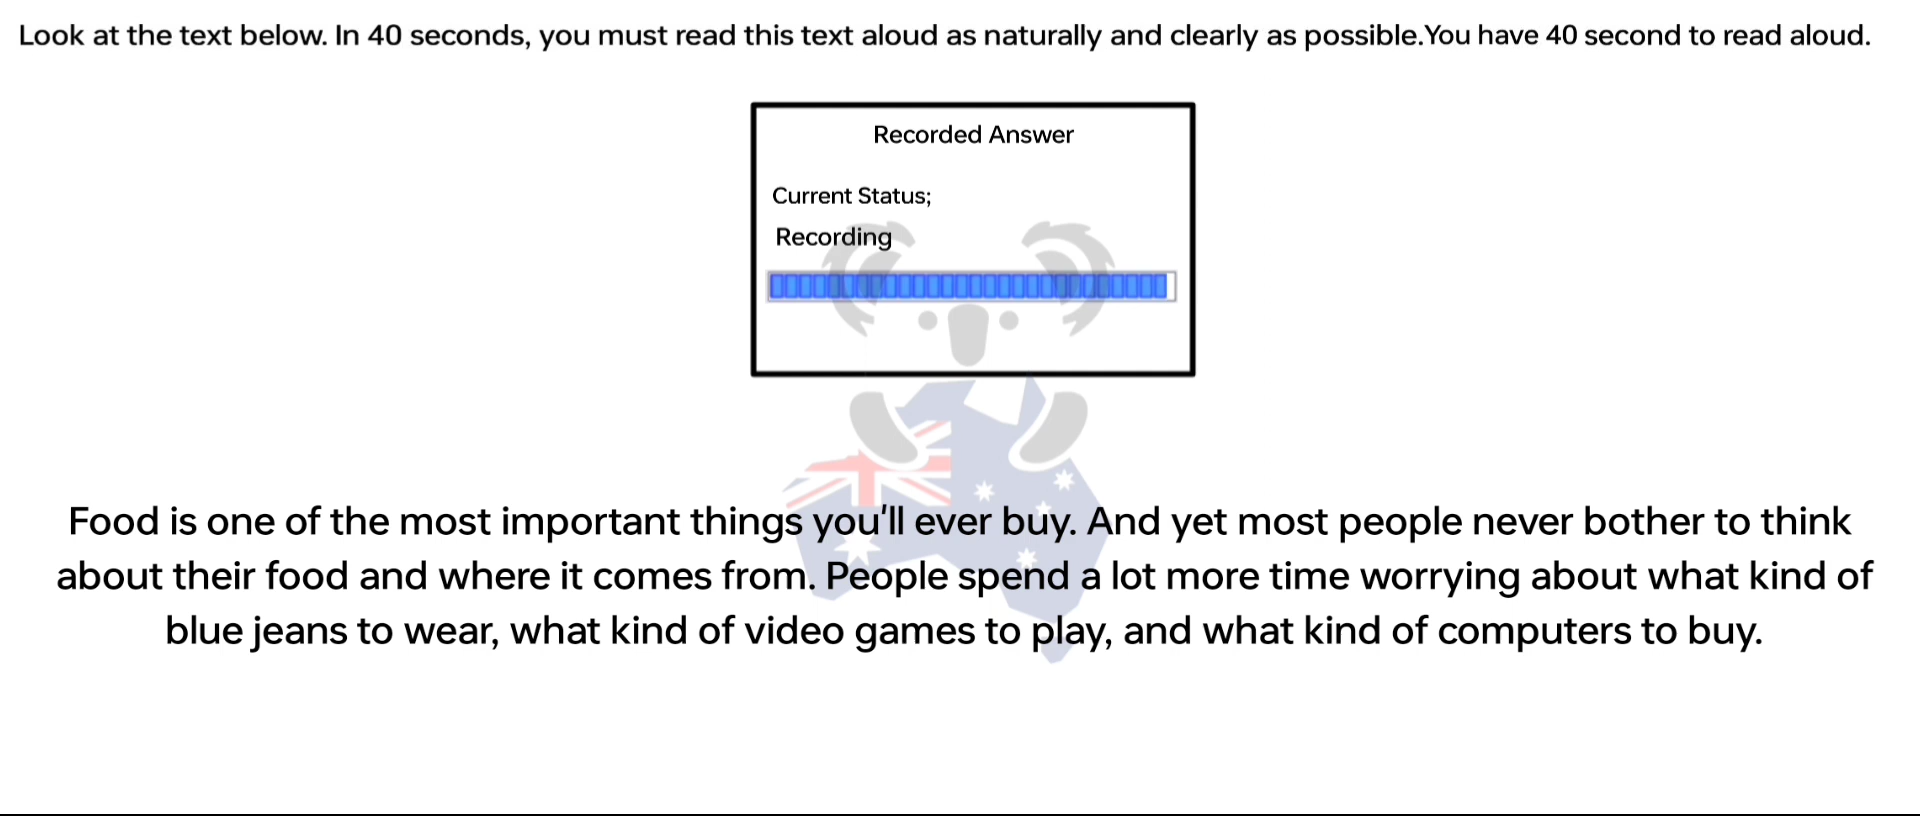 Look at the text below. In 40 seconds, you must read this text aloud as naturally and clearly as possible.You have 40 second to read aloud.
Recorded Answer
Current Status;
Recording
Food is one of the most important things you'll ever buy. And yet most people never bother to think
about their food and where it comes from. People spend a lot more time worrying about what kind of
blue jeans to wear, what kind of video games to play, and what kind of computers to buy.